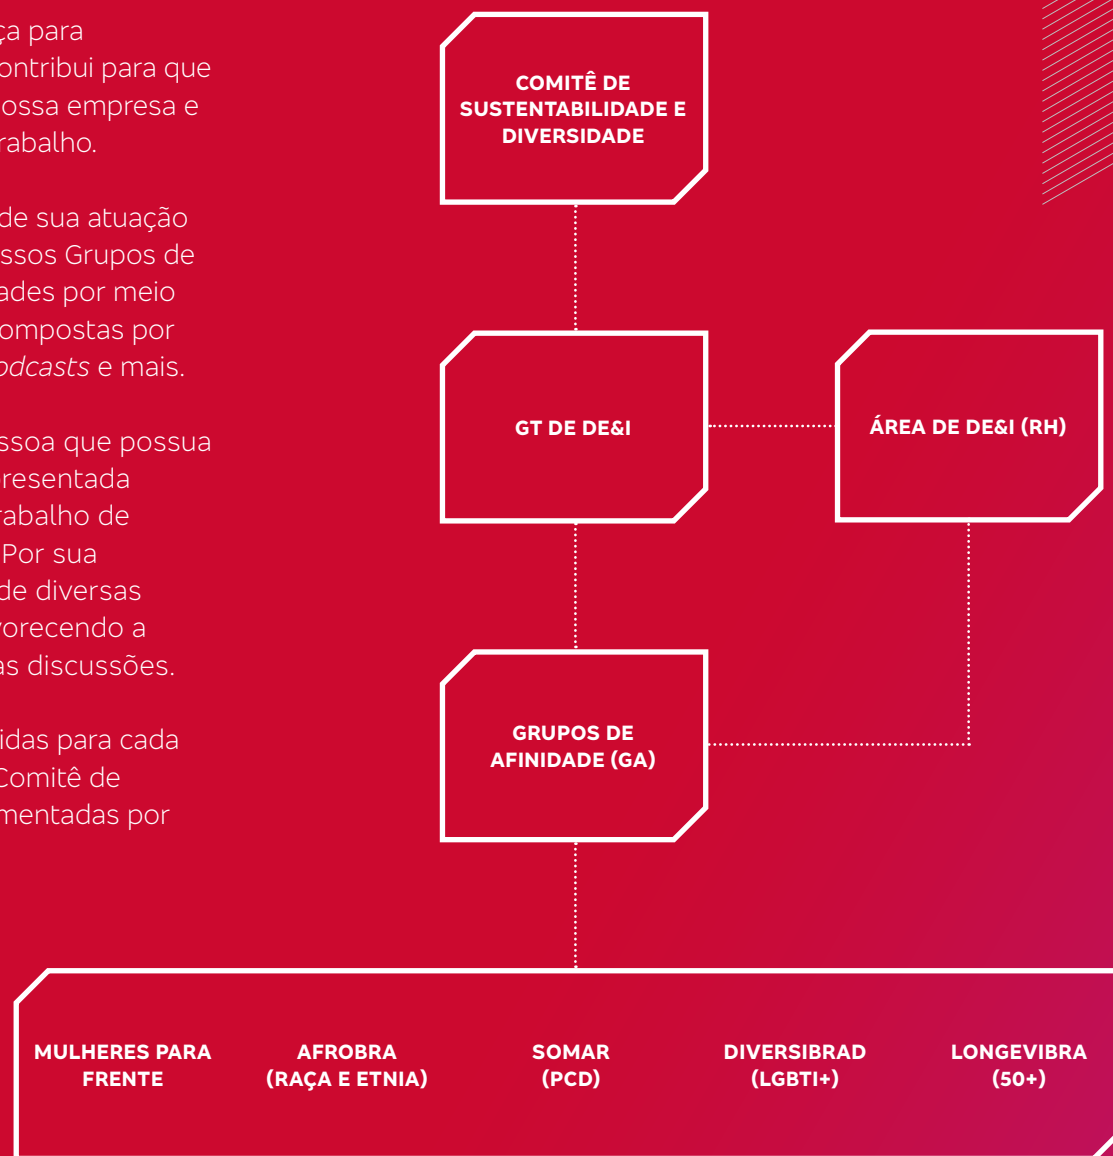 ça para
ontribui para que
ossa empresa e
rabalho.
de sua atuação
ssos Grupos de
ades por meio
ompostas por
odcasts e mais.
ssoa que possua
resentada
rabalho de
Por sua
de diversas
vorecendo a
as discussões.
idas para cada
Comitê de
mentadas por
COMITÊ DE
SUSTENTABILIDADE E
DIVERSIDADE
GT DE DE&I
ÁREA DE DE&I (RH)
GRUPOS DE
AFINIDADE (GA)
MULHERES PARA
FRENTE
AFROBRA
(RAÇA E ETNIA)
SOMAR
(PCD)
DIVERSIBRAD
(LGBTI+)
LONGEVIBRA
(50+)